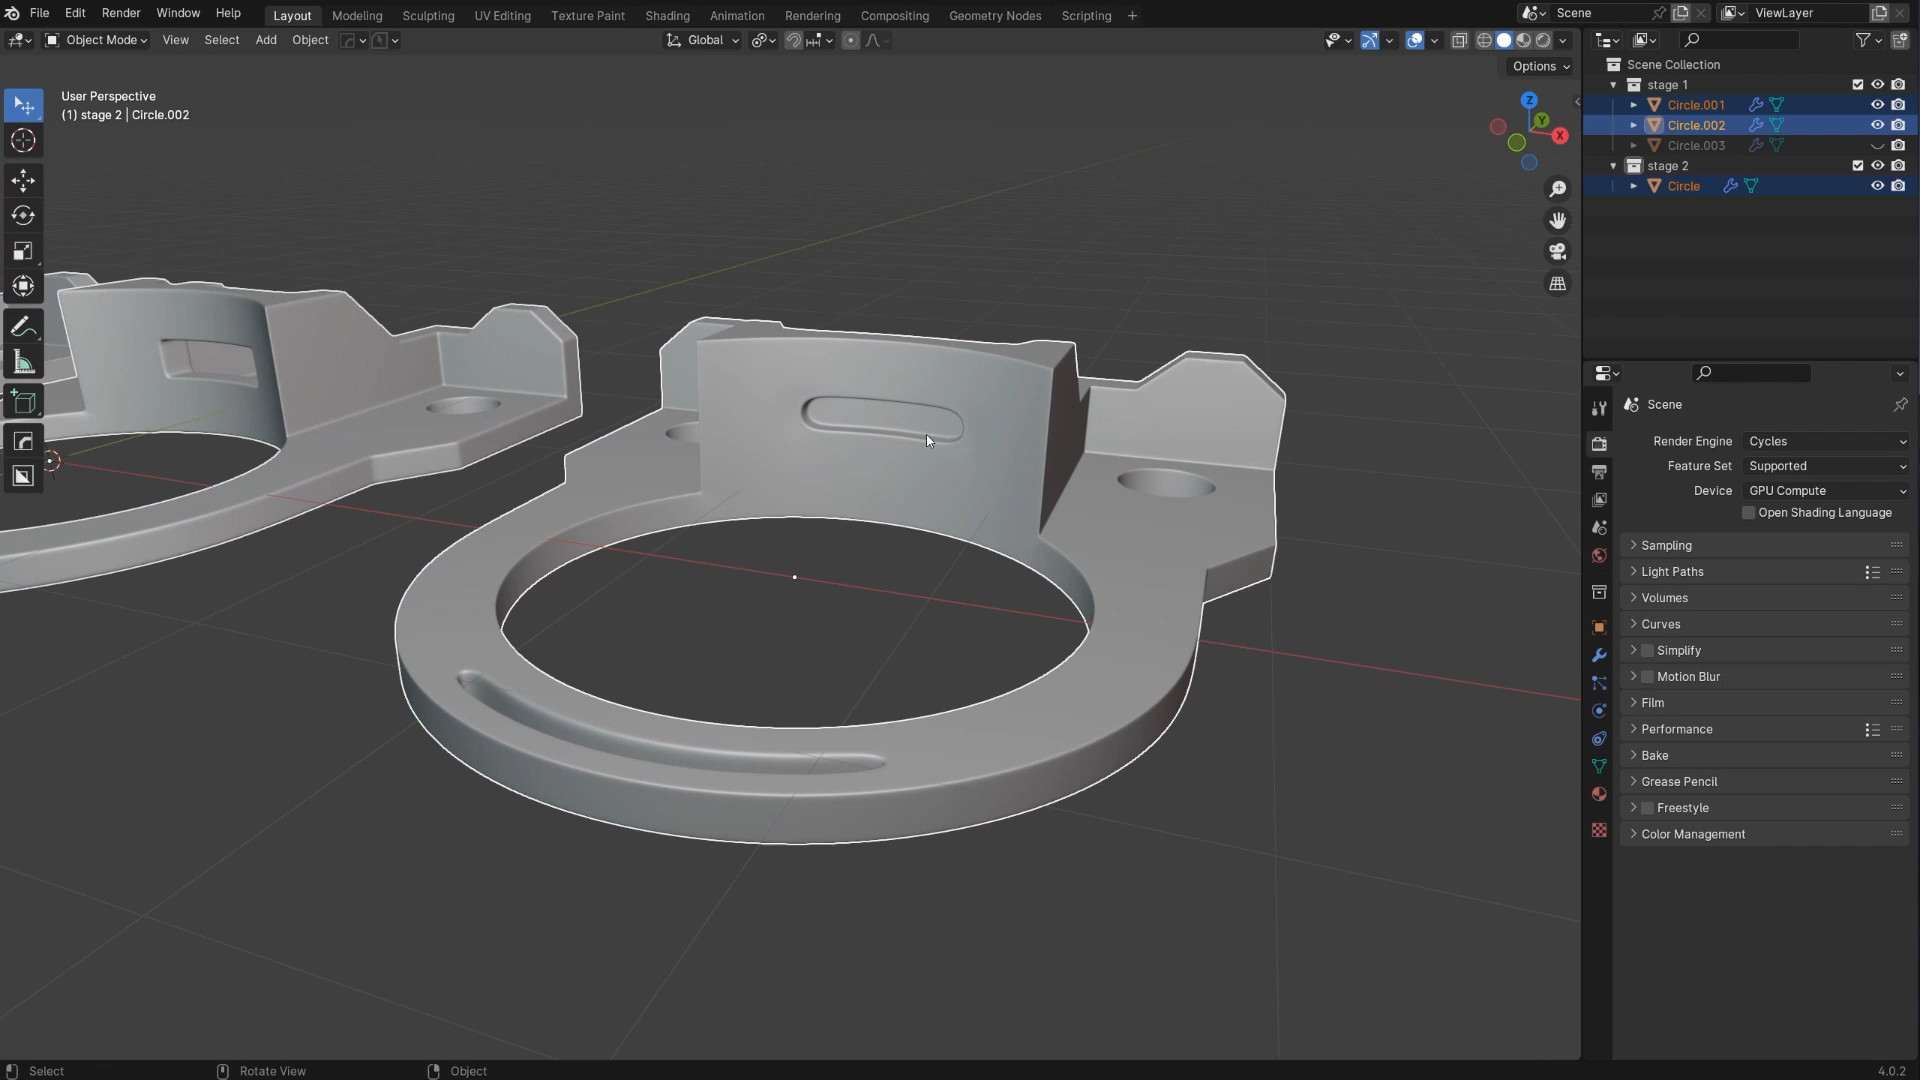 File Edit Render Window Help Layout Modeling Sculpting UV Editing Texture Paint Shading Animation Rendering Compositing Geometry Nodes Scripting + Scene ViewLayer
Object Mode View Select Add Object Global
Options
User Perspective
(1) stage 2 | Circle.002
Z
Y
X
Scene Collection
stage 1
Circle.001
Circle.002
Circle.003
stage 2
Circle
Scene
Render Engine Cycles
Feature Set Supported
Device GPU Compute
Open Shading Language
Sampling
Light Paths
Volumes
Curves
Simplify
Motion Blur
Film
Performance
Bake
Grease Pencil
Freestyle
Color Management
Select Rotate View Object 4.0.2